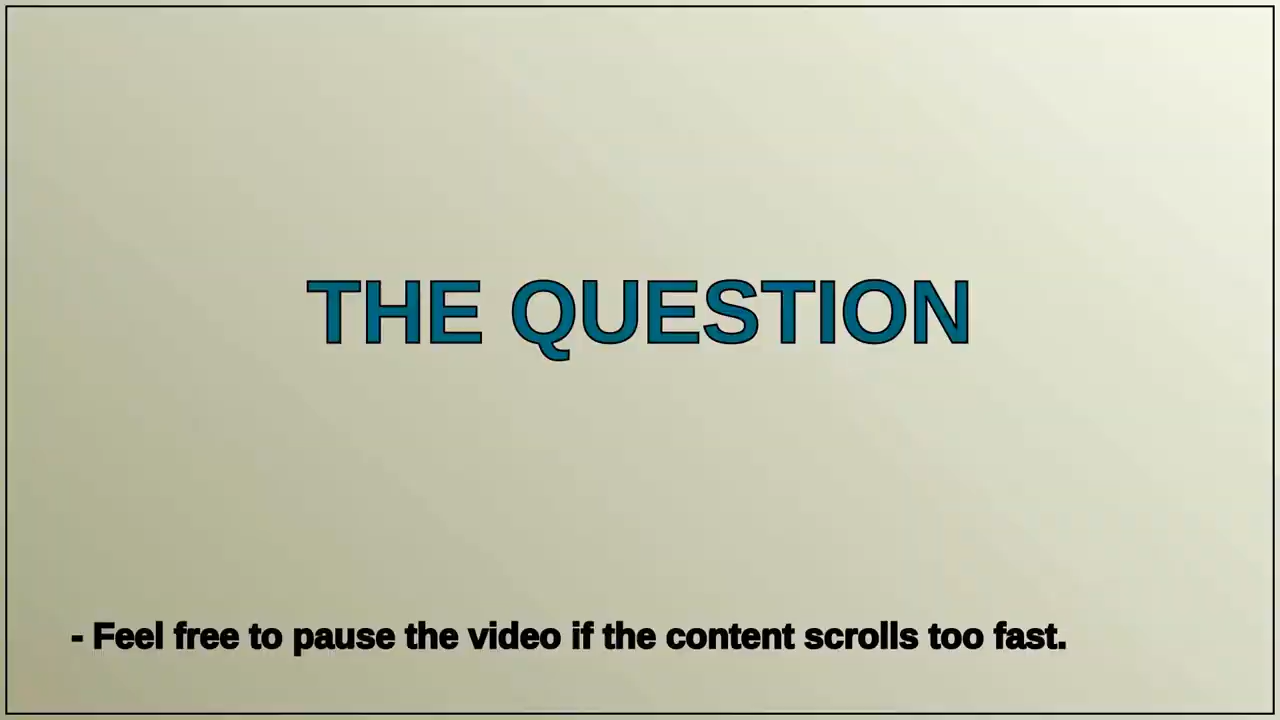 THE QUESTION
- Feel free to pause the video if the content scrolls too fast.